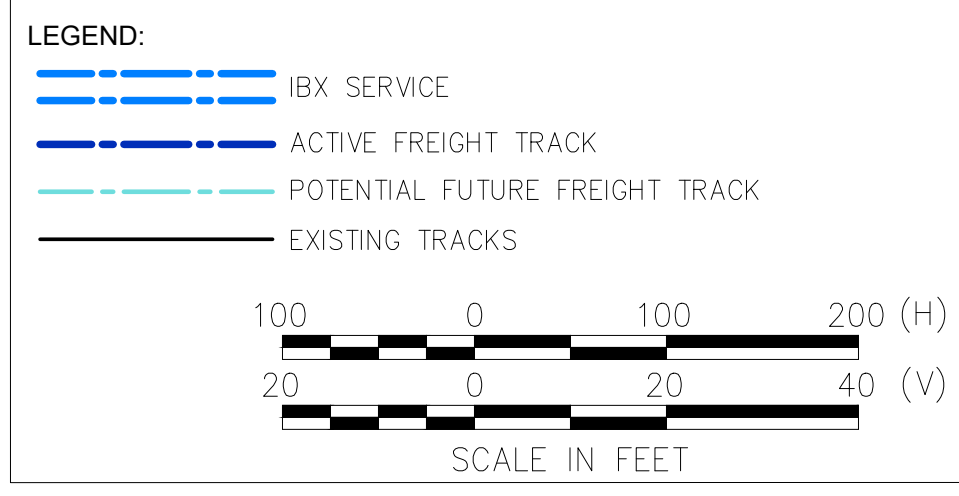 LEGEND:
IBX SERVICE
ACTIVE FREIGHT TRACK
POTENTIAL FUTURE FREIGHT TRACK
EXISTING TRACKS
100 0 100 200 (H)
20 0 20 40 (V)
SCALE IN FEET